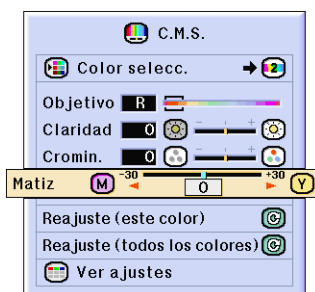 C.M.S.
Color selecc. 2
Objetivo R
Claridad 0 - +
Cromin. 0 - +
Matiz M -30 0 +30 Y
Reajuste (este color)
Reajuste (todos los colores)
Ver ajustes